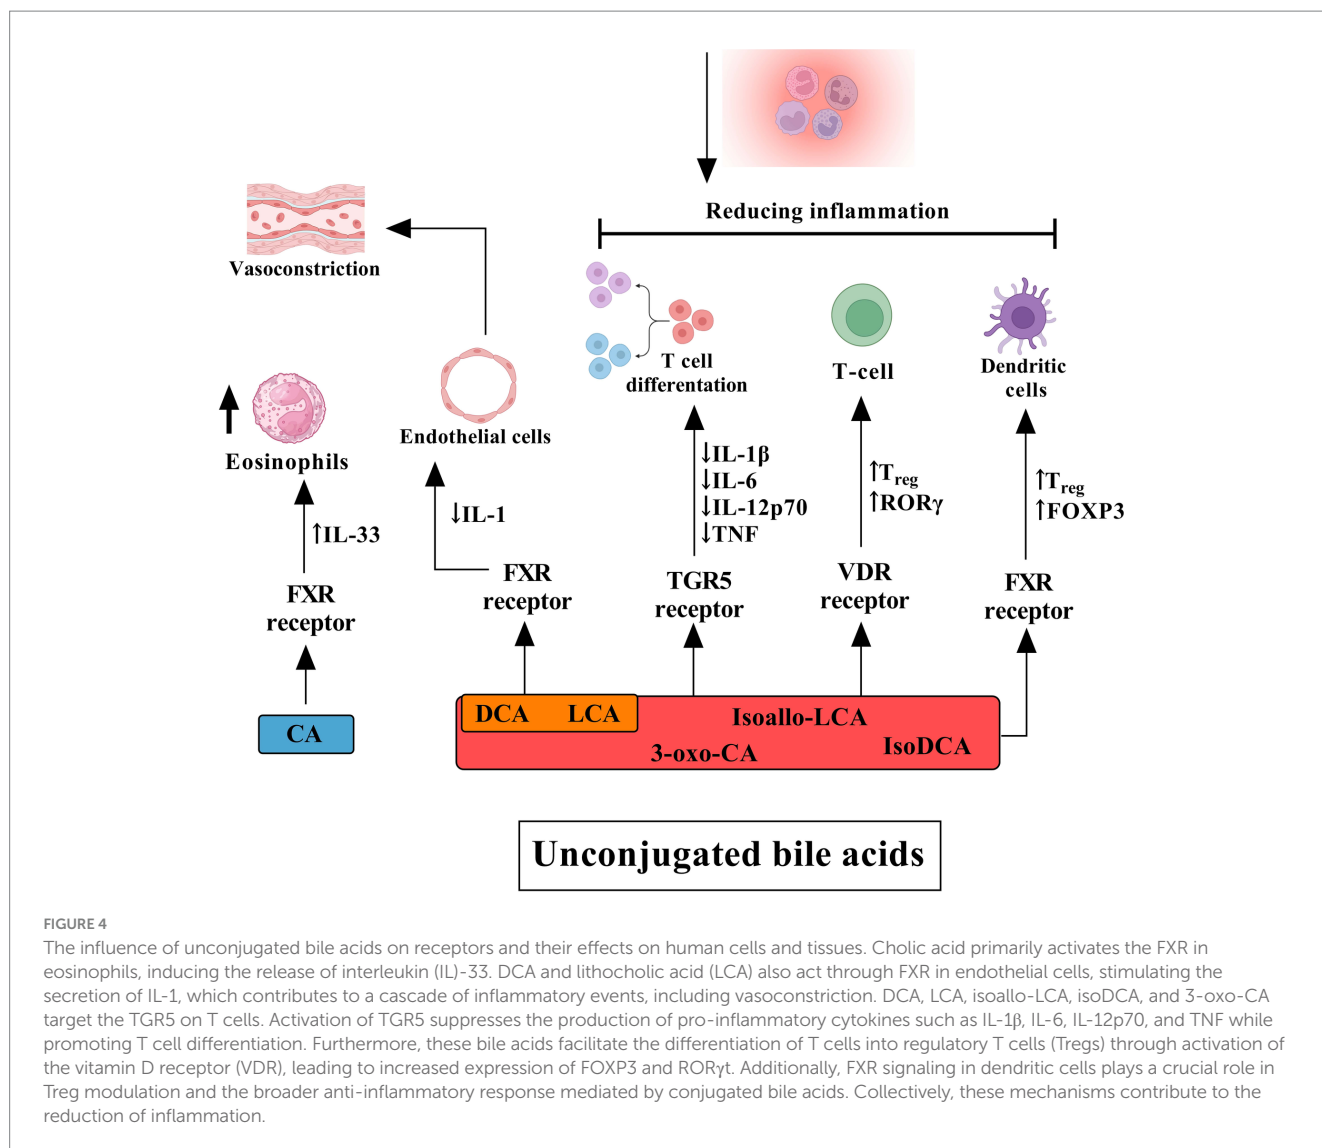 Reducing inflammation
Vasoconstriction
T cell
differentation
T-cell
Dendritic
cells
Eosinophils
Endothelial cells
↑IL-33
↓IL-1
↓IL-1β
↓IL-6
↓IL-12p70
↓TNF
↑Treg
↑RORγ
↑Treg
↑FOXP3
FXR
receptor
FXR
receptor
TGR5
receptor
VDR
receptor
FXR
receptor
CA
DCA LCA
Isoallo-LCA
3-oxo-CA
IsoDCA
Unconjugated bile acids
FIGURE 4
The influence of unconjugated bile acids on receptors and their effects on human cells and tissues. Cholic acid primarily activates the FXR in
eosinophils, inducing the release of interleukin (IL)-33. DCA and lithocholic acid (LCA) also act through FXR in endothelial cells, stimulating the
secretion of IL-1, which contributes to a cascade of inflammatory events, including vasoconstriction. DCA, LCA, isoallo-LCA, isoDCA, and 3-oxo-CA
target the TGR5 on T cells. Activation of TGR5 suppresses the production of pro-inflammatory cytokines such as IL-1β, IL-6, IL-12p70, and TNF while
promoting T cell differentiation. Furthermore, these bile acids facilitate the differentiation of T cells into regulatory T cells (Tregs) through activation of
the vitamin D receptor (VDR), leading to increased expression of FOXP3 and RORγt. Additionally, FXR signaling in dendritic cells plays a crucial role in
Treg modulation and the broader anti-inflammatory response mediated by conjugated bile acids. Collectively, these mechanisms contribute to the
reduction of inflammation.